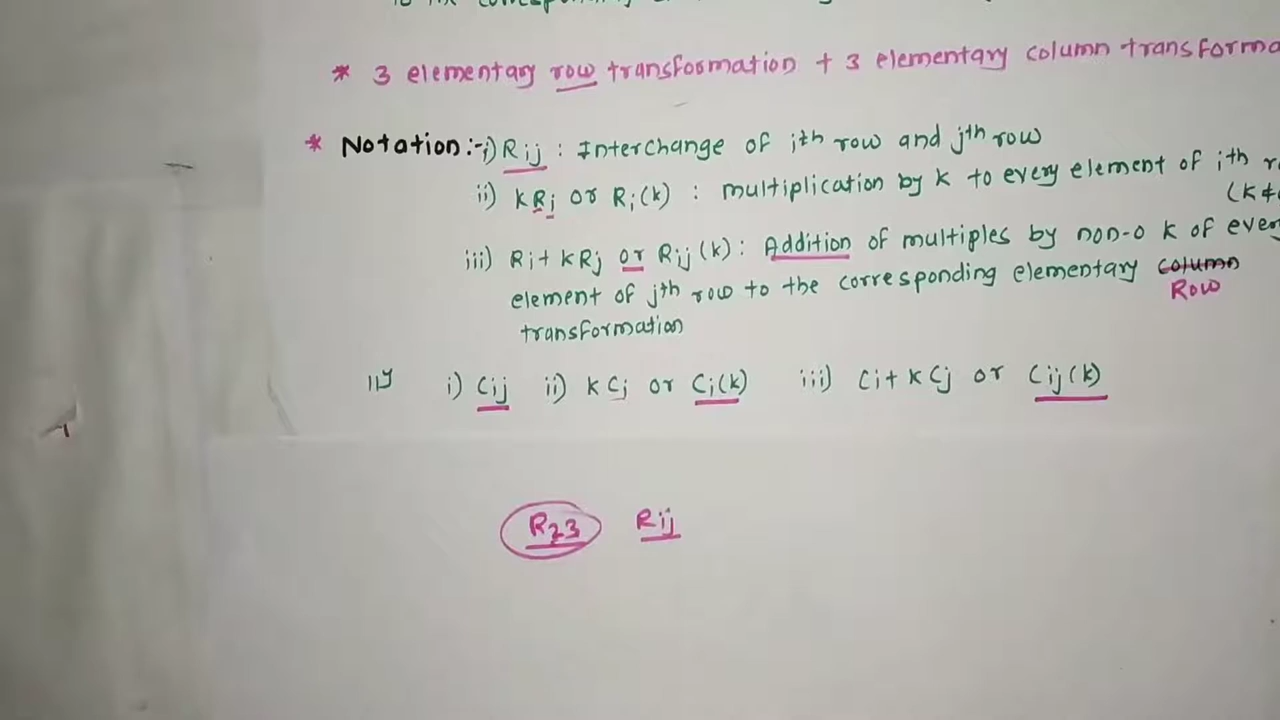 * 3 elementary row transformation + 3 elementary column transforma
* Notation :- i) Rij : Interchange of ith row and jth row
ii) kRi or Ri(k) : multiplication by k to every element of ith
(k≠
iii) Ri + kRj or Rij(k) : Addition of multiples by non-0 k of ever
element of jth row to the corresponding elementary column
Row
transformation
llly i) Cij ii) kCj or Ci(k) iii) Ci + kCj or Cij(k)
R23 Rij